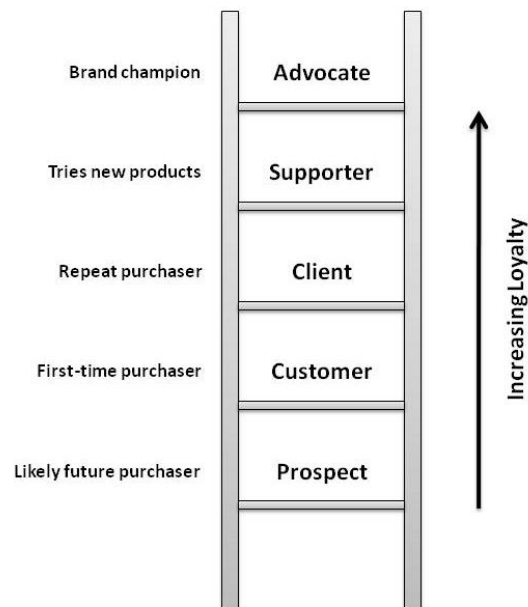 Brand champion Advocate
Tries new products Supporter
Repeat purchaser Client
First-time purchaser Customer
Likely future purchaser Prospect
Increasing Loyalty